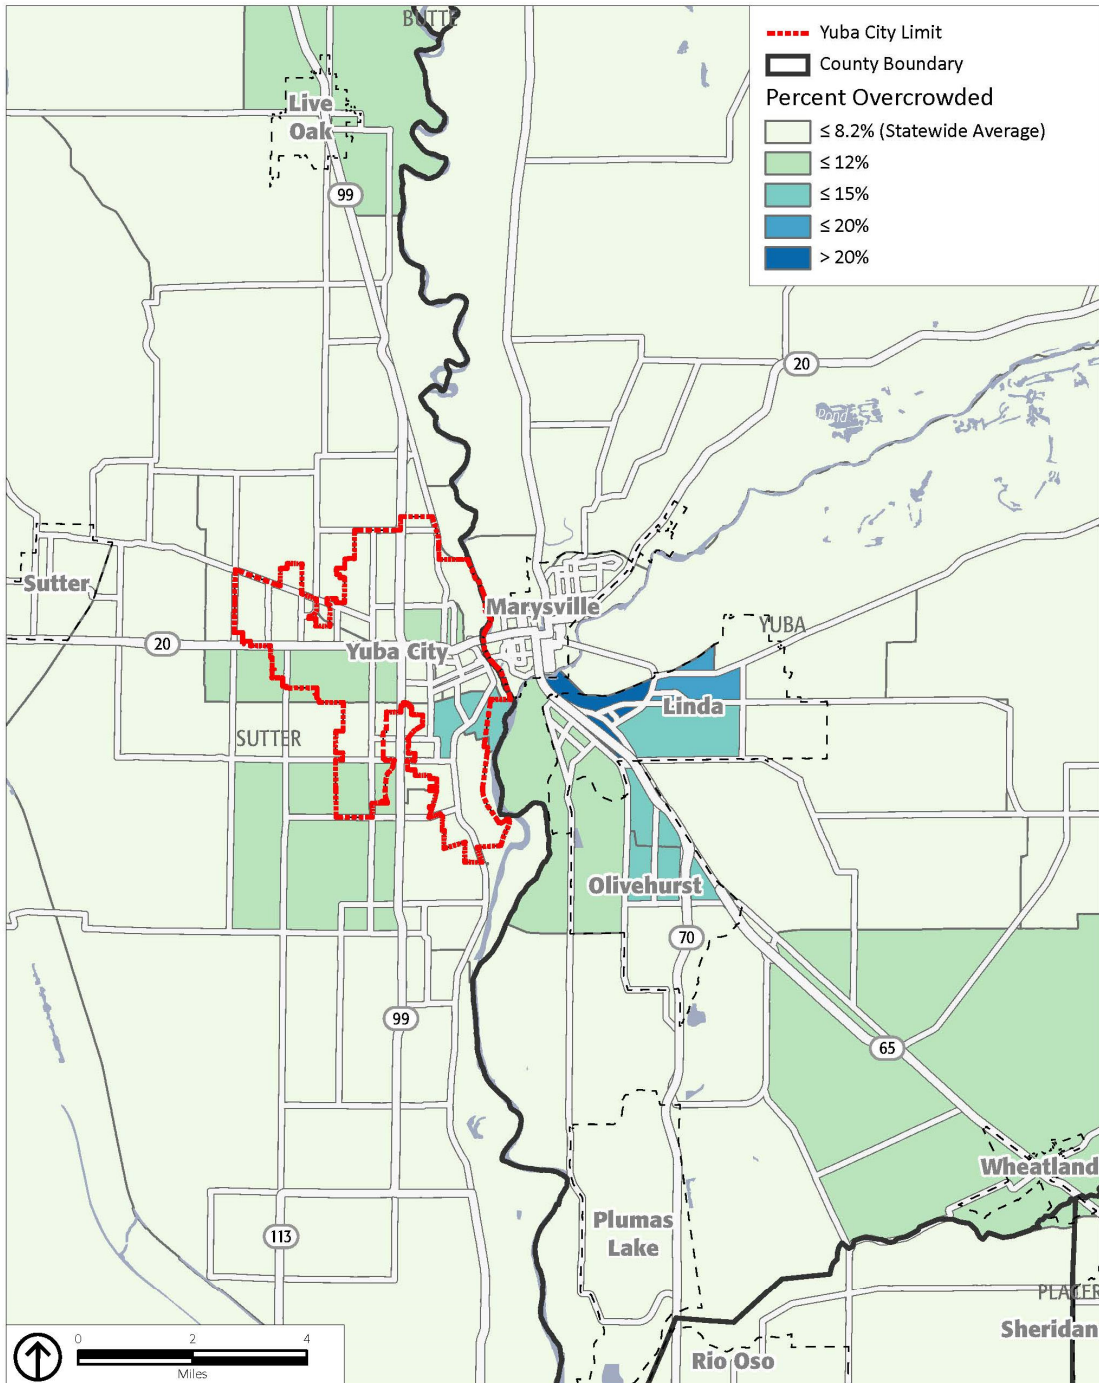 BUTTE
Yuba City Limit
County Boundary
Percent Overcrowded
≤ 8.2% (Statewide Average)
≤ 12%
≤ 15%
≤ 20%
> 20%
Live
Oak
99
20
Pond
Sutter
Marysville
YUBA
20
Yuba City
Linda
SUTTER
Olivehurst
70
99
65
Wheatland
Plumas
Lake
113
PLACER
Sheridan
Rio Oso
0 2 4
Miles